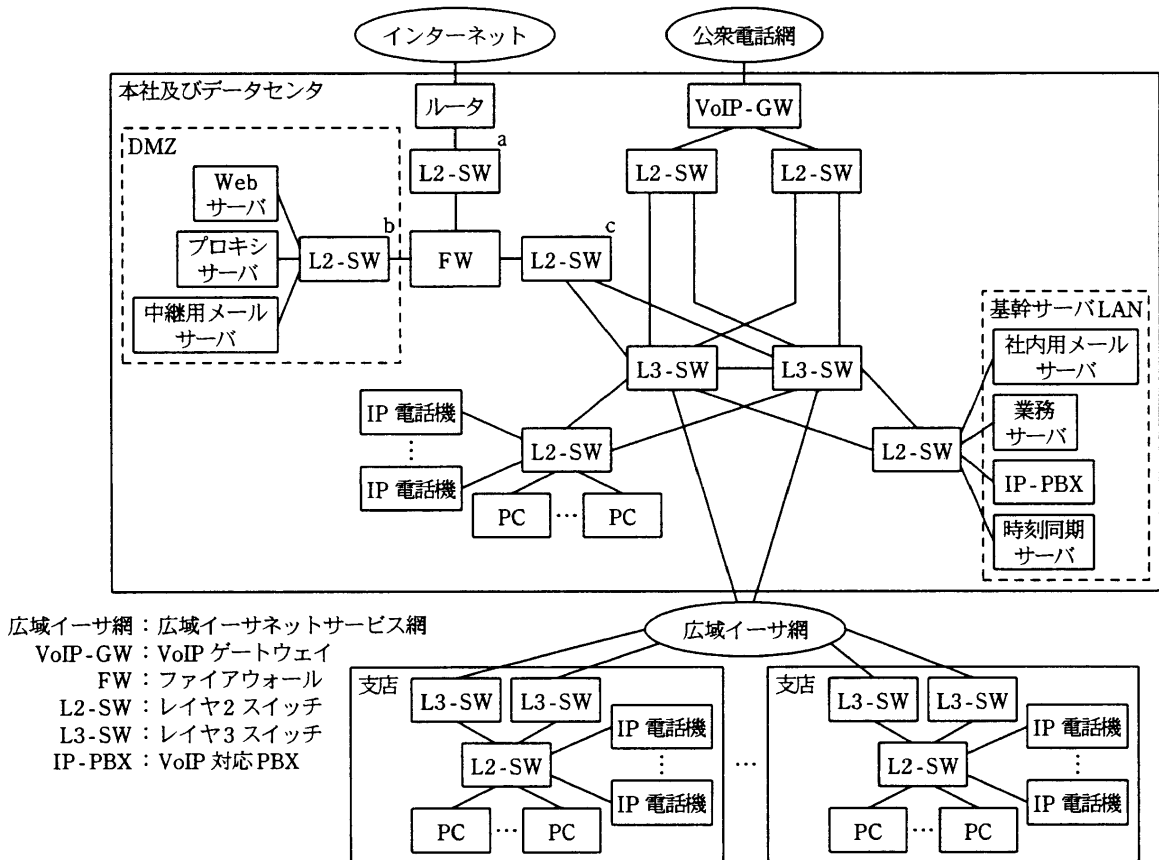 インターネット
公衆電話網
本社及びデータセンタ
ルータ
VoIP-GW
DMZ
a
L2-SW
L2-SW
L2-SW
Web
サーバ
b
c
プロキシ
サーバ
L2-SW
FW
L2-SW
中継用メール
サーバ
基幹サーバLAN
社内用メール
サーバ
L3-SW
L3-SW
IP 電話機
⋮
IP 電話機
L2-SW
業務
サーバ
L2-SW
IP-PBX
PC … PC
時刻同期
サーバ
広域イーサ網:広域イーサネットサービス網
VoIP-GW:VoIP ゲートウェイ
FW:ファイアウォール
L2-SW:レイヤ2 スイッチ
L3-SW:レイヤ3 スイッチ
IP-PBX:VoIP 対応 PBX
広域イーサ網
支店
L3-SW
L3-SW
IP 電話機
⋮
IP 電話機
L2-SW
PC … PC
…
支店
L3-SW
L3-SW
IP 電話機
⋮
IP 電話機
L2-SW
PC … PC